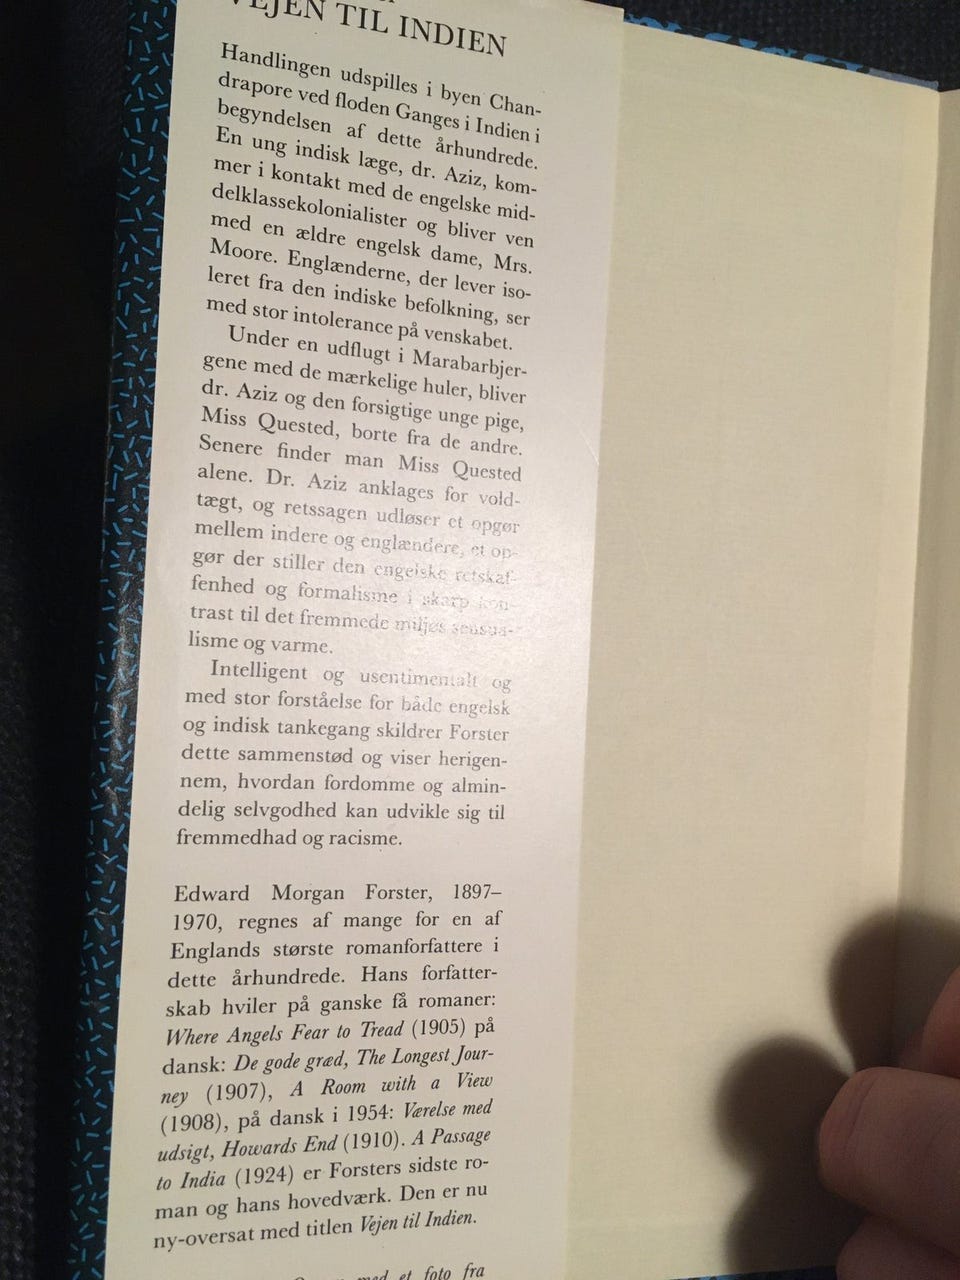 VEJEN TIL INDIEN
Handlingen udspilles i byen Chan-
drapore ved floden Ganges i Indien i
begyndelsen af dette århundrede.
En ung indisk læge, dr. Aziz, kom-
mer i kontakt med de engelske mid-
delklassekolonialister og bliver ven
med en ældre engelsk dame, Mrs.
Moore. Englænderne, der lever iso-
leret fra den indiske befolkning, ser
med stor intolerance på venskabet.
Under en udflugt i Marabarbjer-
gene med de mærkelige huler, bliver
dr. Aziz og den forsigtige unge pige,
Miss Quested, borte fra de andre.
Senere finder man Miss Quested
alene. Dr. Aziz anklages for vold-
tægt, og retssagen udløser et opgør
mellem indere og englændere, et op-
gør der stiller den engelske retskaf-
fenhed og formalisme i skarp kon-
trast til det fremmede miljøs sensua-
lisme og varme.
Intelligent og usentimentalt og
med stor forståelse for både engelsk
og indisk tankegang skildrer Forster
dette sammenstød og viser herigen-
nem, hvordan fordomme og almin-
delig selvgodhed kan udvikle sig til
fremmedhad og racisme.
Edward Morgan Forster, 1897–
1970, regnes af mange for en af
Englands største romanforfattere i
dette århundrede. Hans forfatter-
skab hviler på ganske få romaner:
Where Angels Fear to Tread (1905) på
dansk: De gode græd, The Longest Jour-
ney (1907), A Room with a View
(1908), på dansk i 1954: Værelse med
udsigt, Howards End (1910). A Passage
to India (1924) er Forsters sidste ro-
man og hans hovedværk. Den er nu
ny-oversat med titlen Vejen til Indien.
med et foto fra